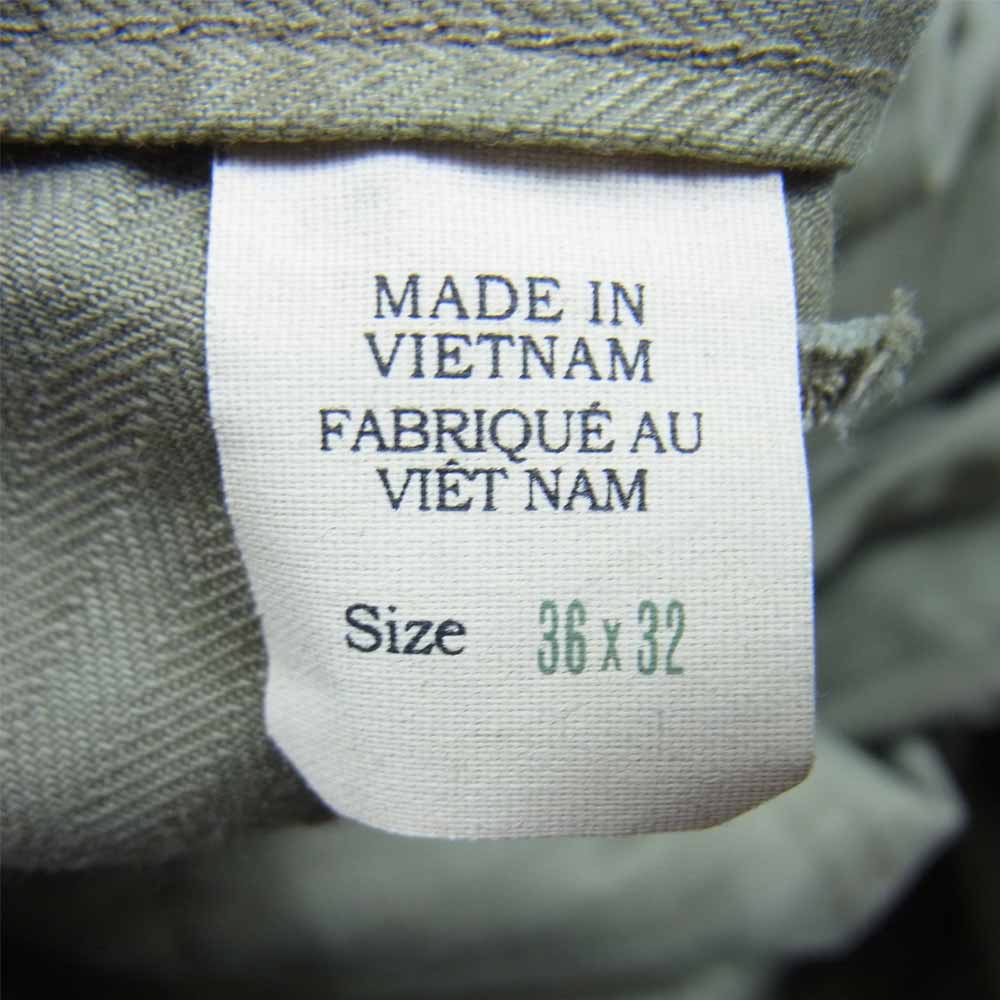 MADE IN
VIETNAM
FABRIQUÉ AU
VIÊT NAM
Size 36 x 32